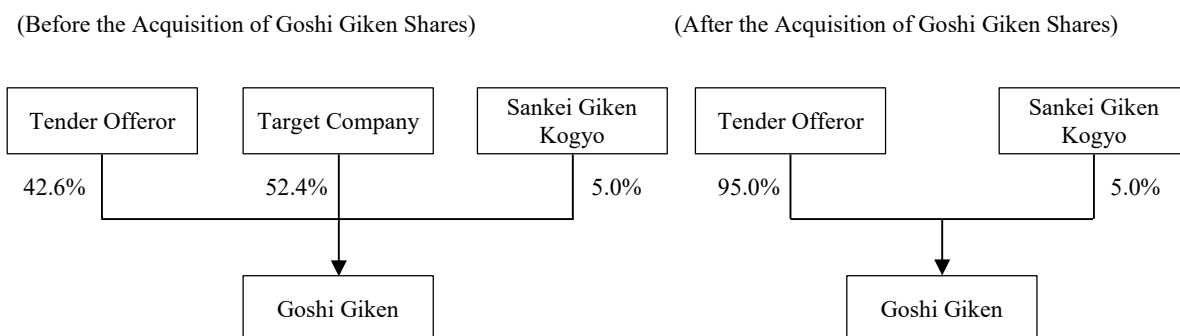 (Before the Acquisition of Goshi Giken Shares)
(After the Acquisition of Goshi Giken Shares)
Tender Offeror
Target Company
Sankei Giken
Kogyo
Tender Offeror
Sankei Giken
Kogyo
42.6%
52.4%
5.0%
95.0%
5.0%
Goshi Giken
Goshi Giken